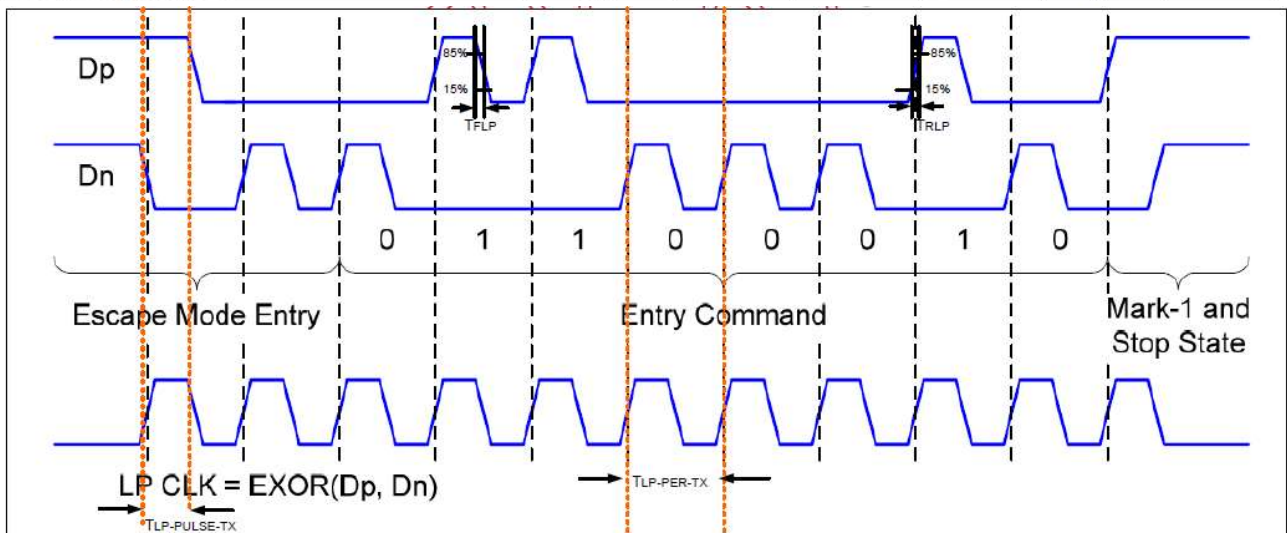 Dp
85%
15%
TFLP
85%
15%
TRLP
Dn
0 1 1 0 0 0 1 0
Escape Mode Entry
Entry Command
Mark-1 and
Stop State
LP CLK = EXOR(Dp, Dn)
TLP-PER-TX
TLP-PULSE-TX